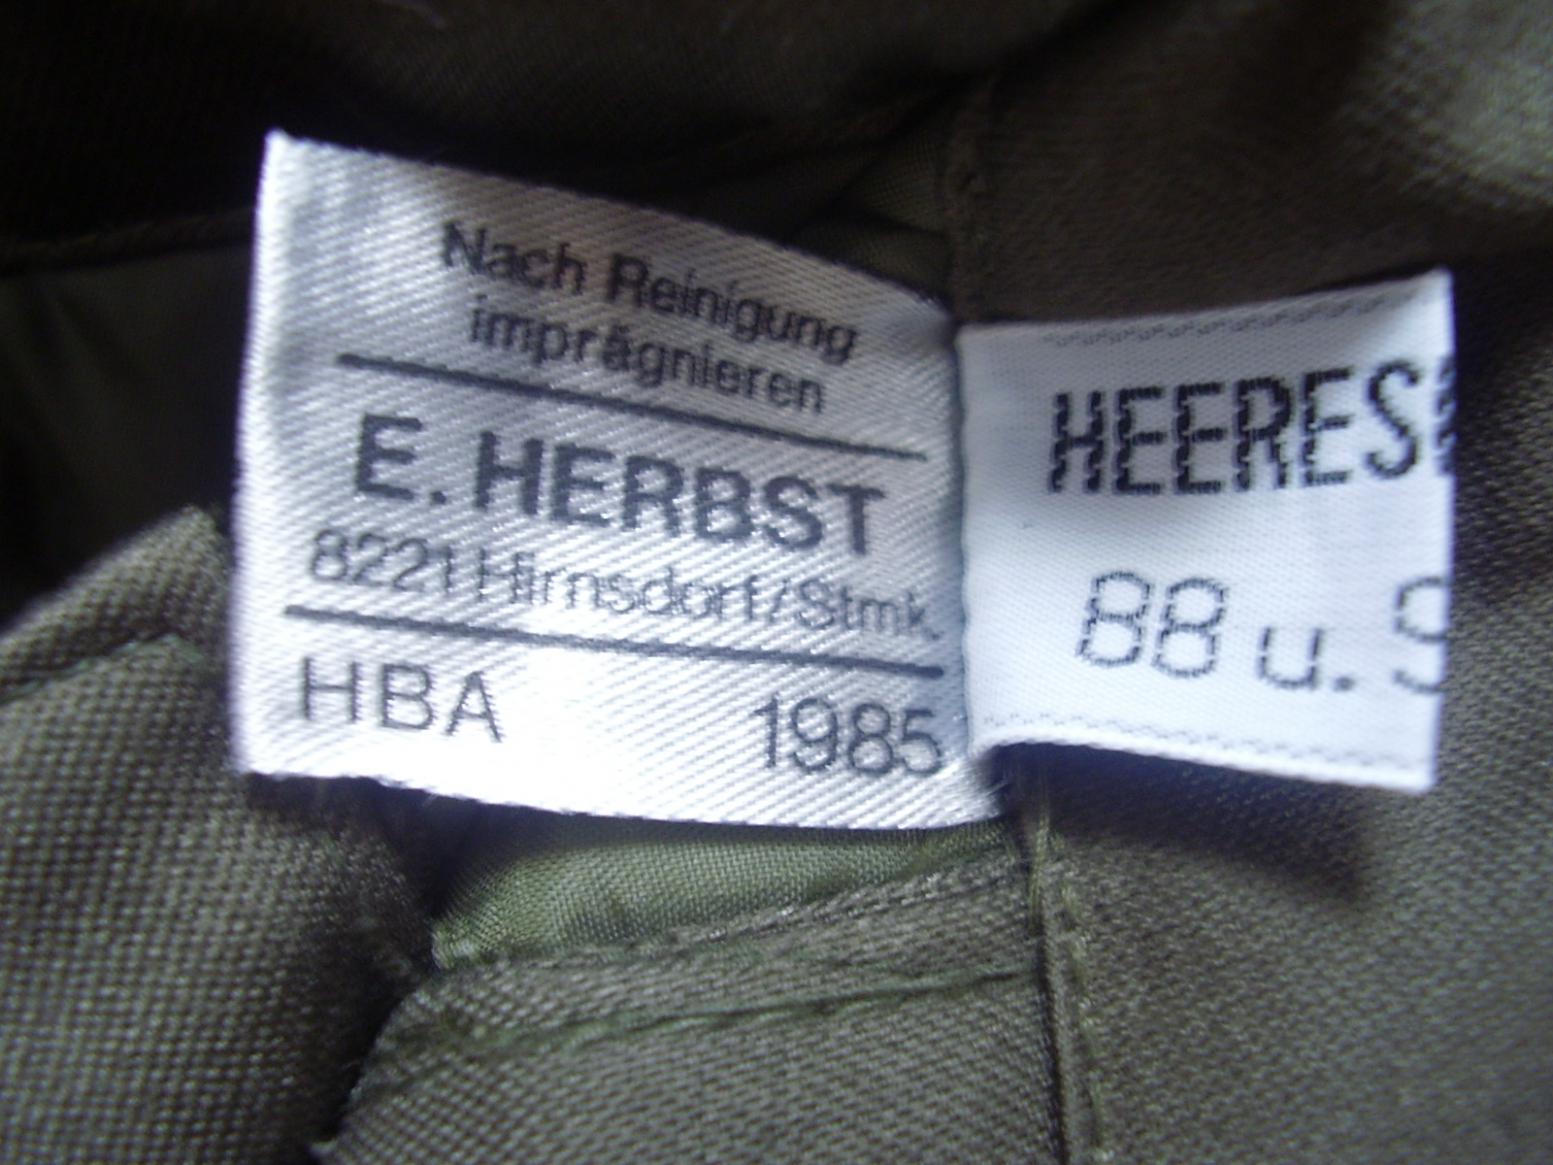 Nach Reinigung
imprägnieren
E. HERBST
8221 Hirnsdorf/Stmk.
HBA 1985
HEERES
88 u.